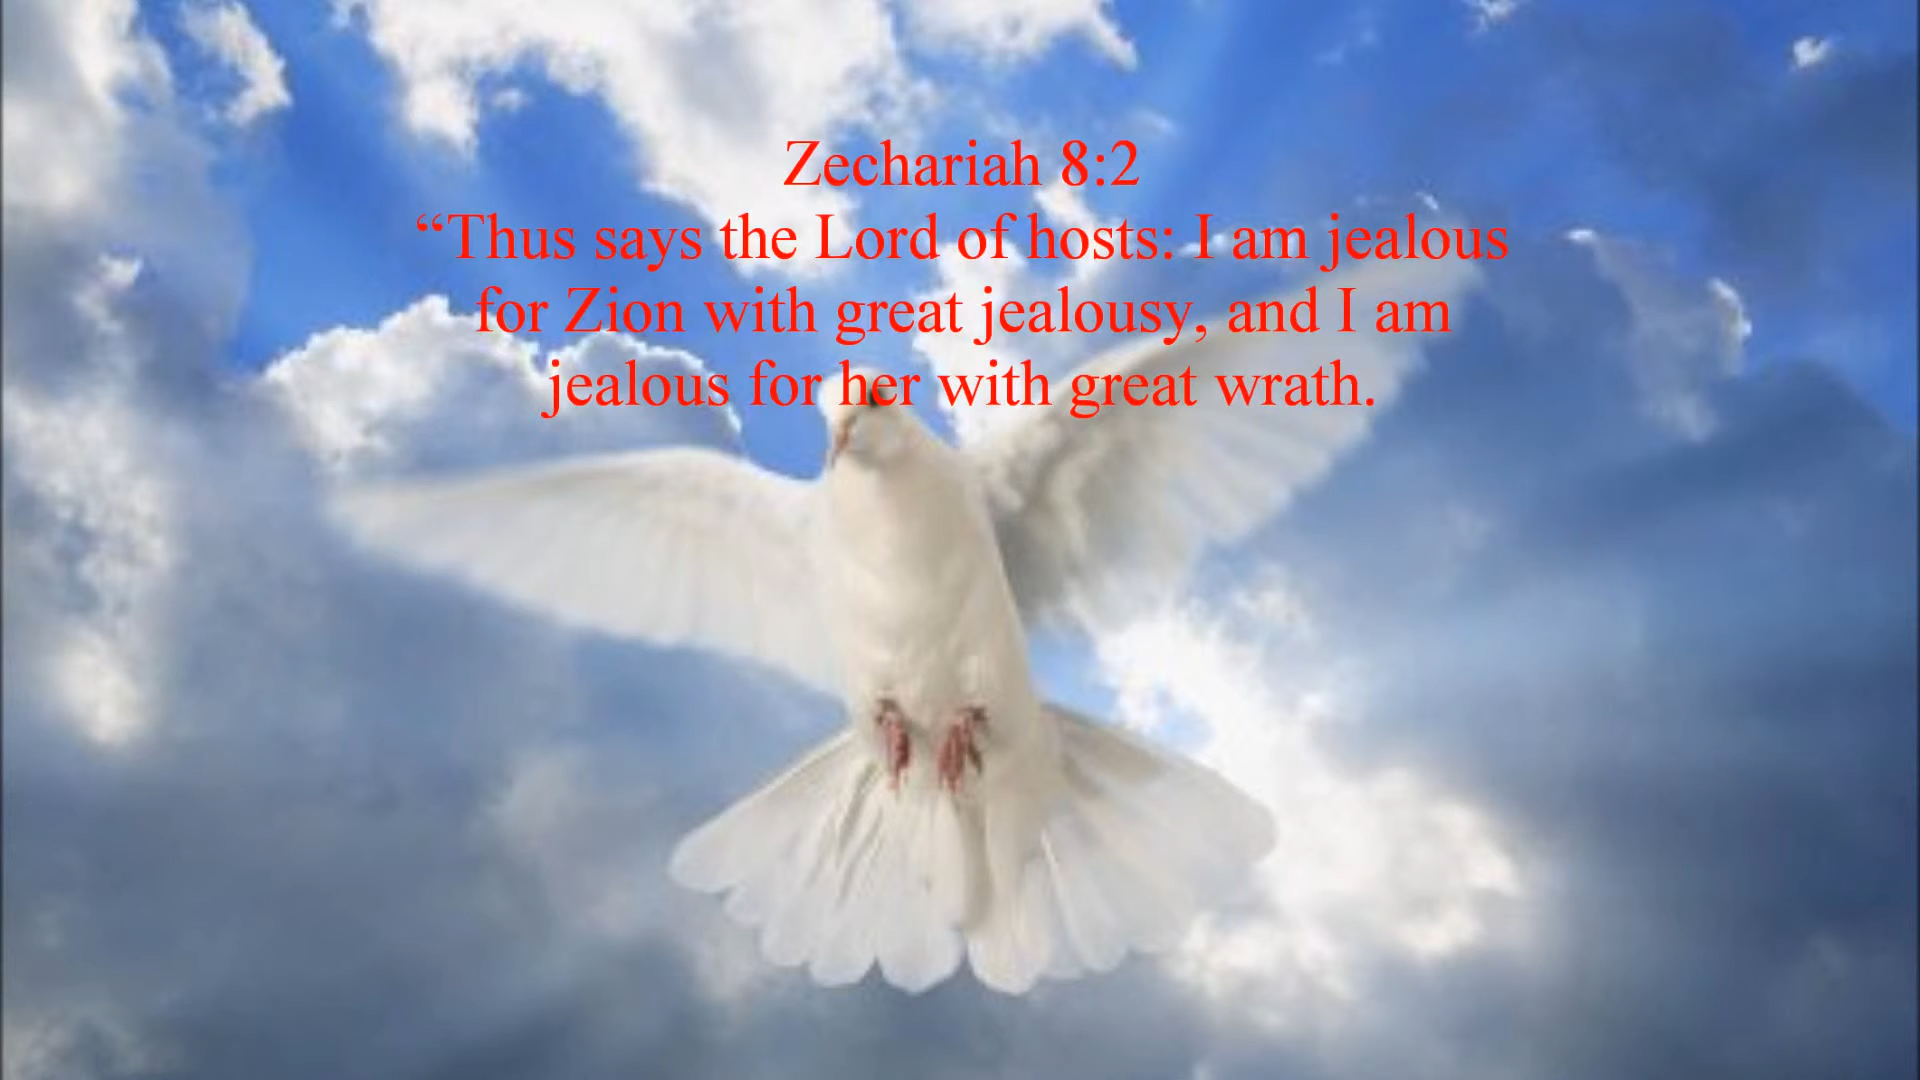 Zechariah 8:2
“Thus says the Lord of hosts: I am jealous
for Zion with great jealousy, and I am
jealous for her with great wrath.